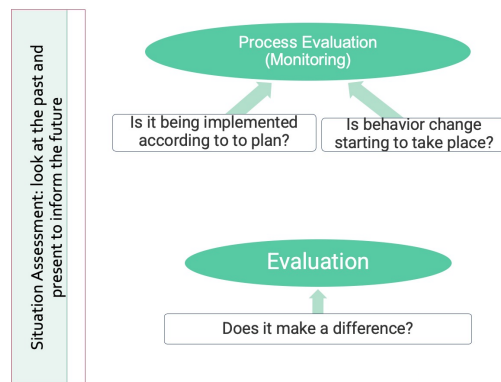 Situation Assessment: look at the past and
present to inform the future
Process Evaluation
(Monitoring)
Is it being implemented
according to to plan?
Is behavior change
starting to take place?
Evaluation
Does it make a difference?